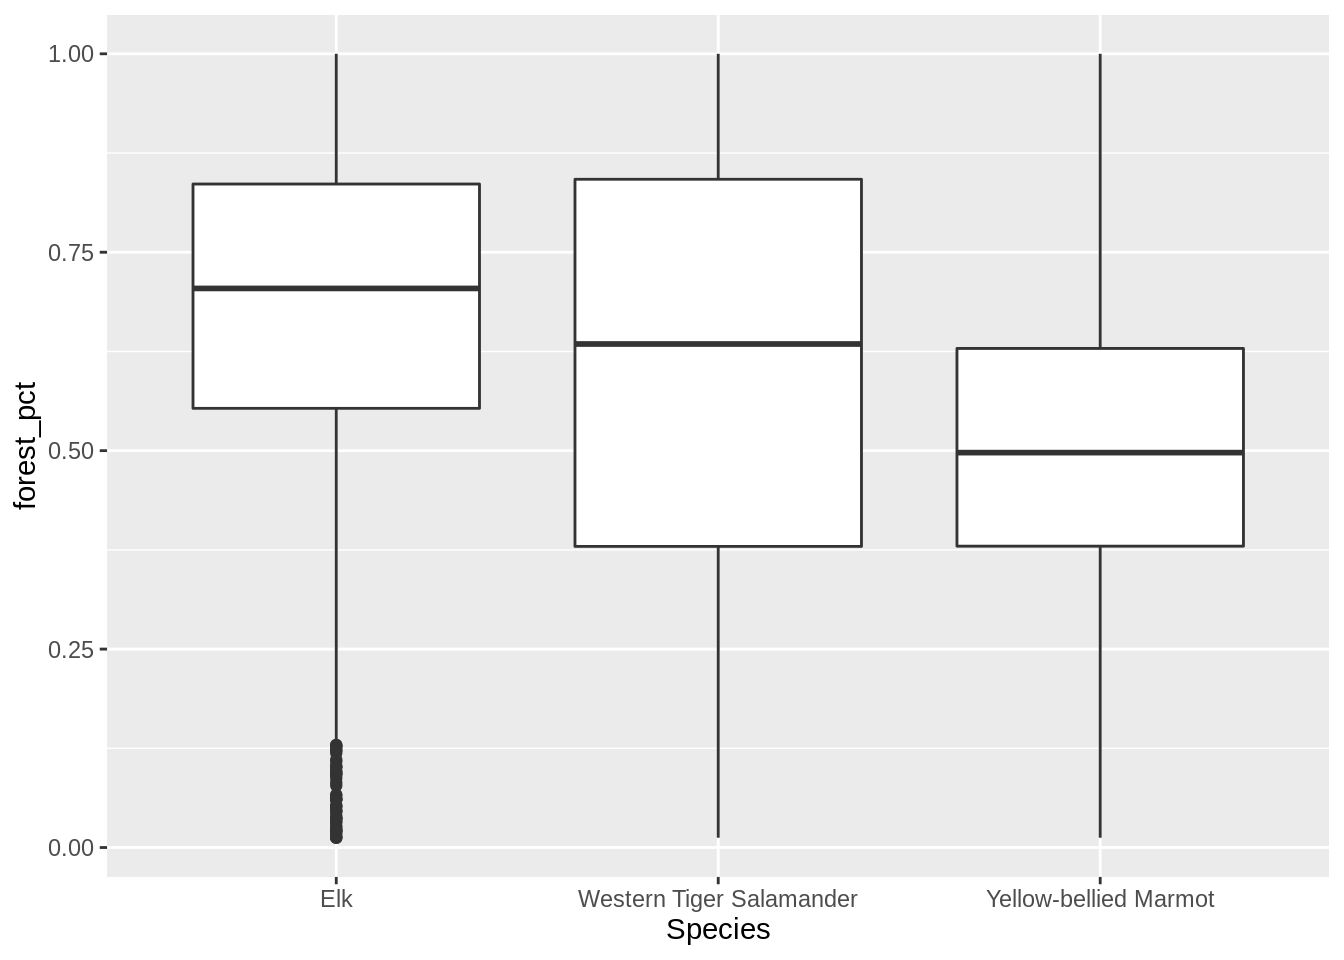 1.00
0.75
0.50
0.25
0.00
forest_pct
Elk
Western Tiger Salamander
Yellow-bellied Marmot
Species